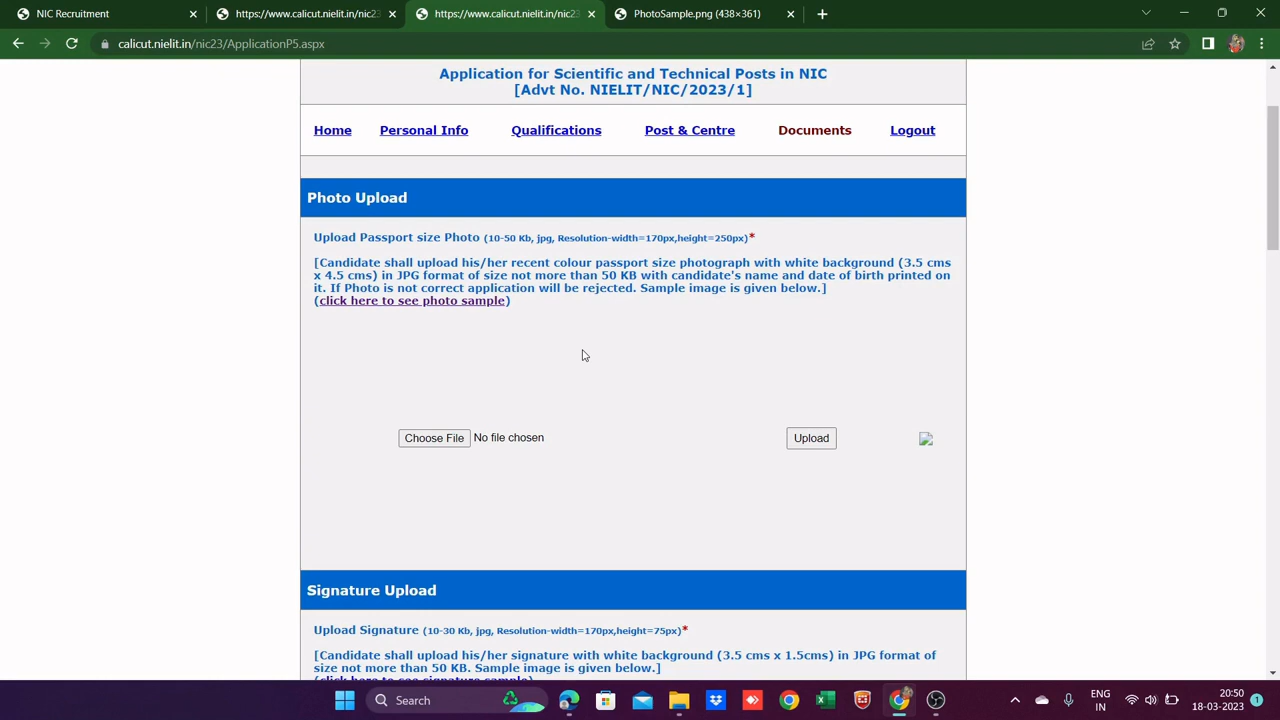 NIC Recruitment
https://www.calicut.nielit.in/nic23
https://www.calicut.nielit.in/nic23
PhotoSample.png (438×361)
calicut.nielit.in/nic23/ApplicationP5.aspx
Application for Scientific and Technical Posts in NIC
[Advt No. NIELIT/NIC/2023/1]
Home Personal Info Qualifications Post & Centre Documents Logout
Photo Upload
Upload Passport size Photo (10-50 Kb, jpg, Resolution-width=170px,height=250px)*
[Candidate shall upload his/her recent colour passport size photograph with white background (3.5 cms
x 4.5 cms) in JPG format of size not more than 50 KB with candidate's name and date of birth printed on
it. If Photo is not correct application will be rejected. Sample image is given below.]
(click here to see photo sample)
Choose File No file chosen Upload
Signature Upload
Upload Signature (10-30 Kb, jpg, Resolution-width=170px,height=75px)*
[Candidate shall upload his/her signature with white background (3.5 cms x 1.5cms) in JPG format of
size not more than 50 KB. Sample image is given below.]
(click here to see signature sample)
Search
ENG
IN
20:50
18-03-2023
1